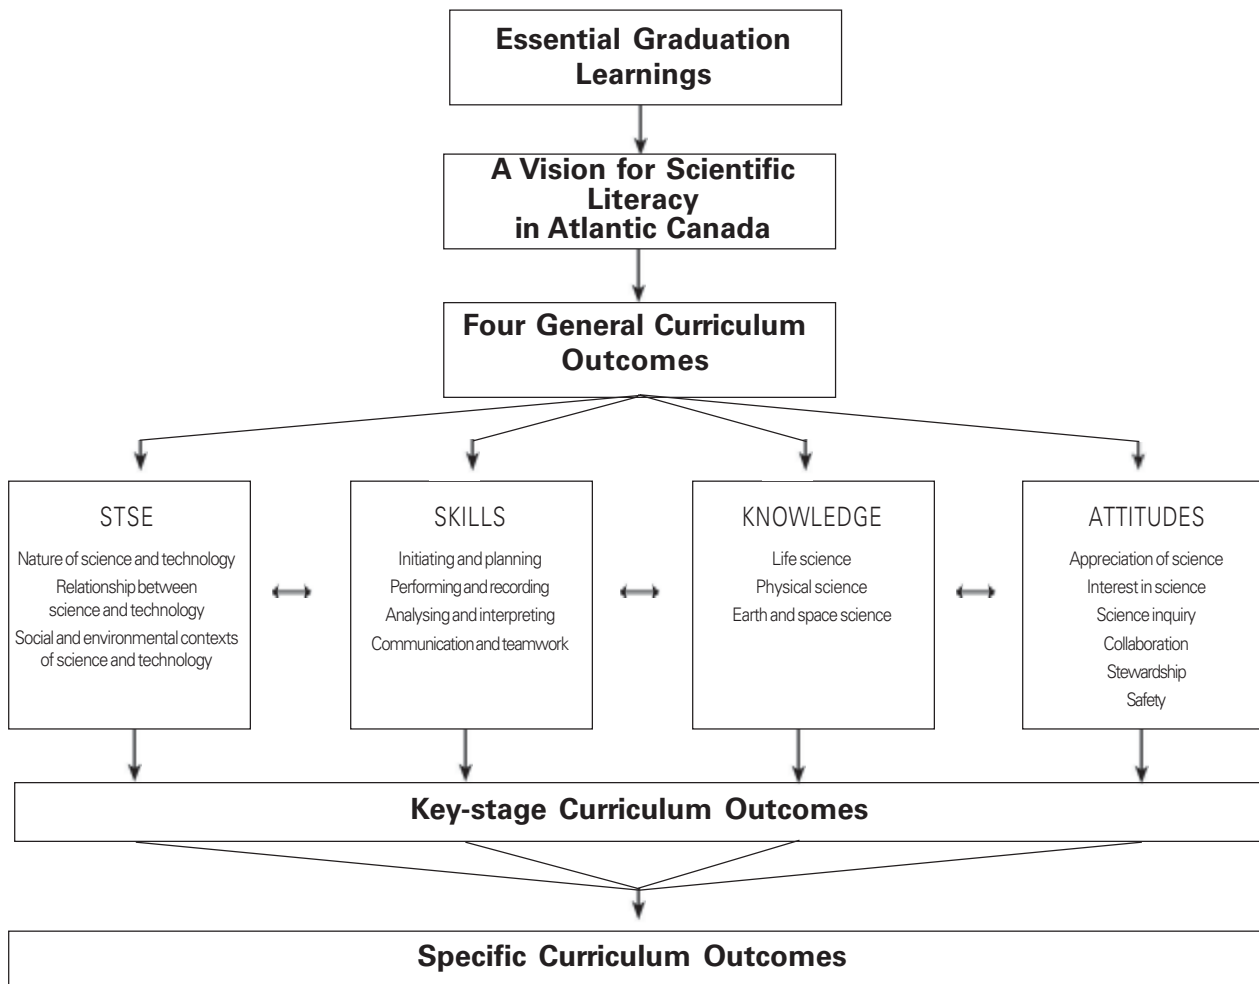 Essential Graduation
Learnings
A Vision for Scientific
Literacy
in Atlantic Canada
Four General Curriculum
Outcomes
STSE
Nature of science and technology
Relationship between
science and technology
Social and environmental contexts
of science and technology
SKILLS
Initiating and planning
Performing and recording
Analysing and interpreting
Communication and teamwork
KNOWLEDGE
Life science
Physical science
Earth and space science
ATTITUDES
Appreciation of science
Interest in science
Science inquiry
Collaboration
Stewardship
Safety
Key-stage Curriculum Outcomes
Specific Curriculum Outcomes